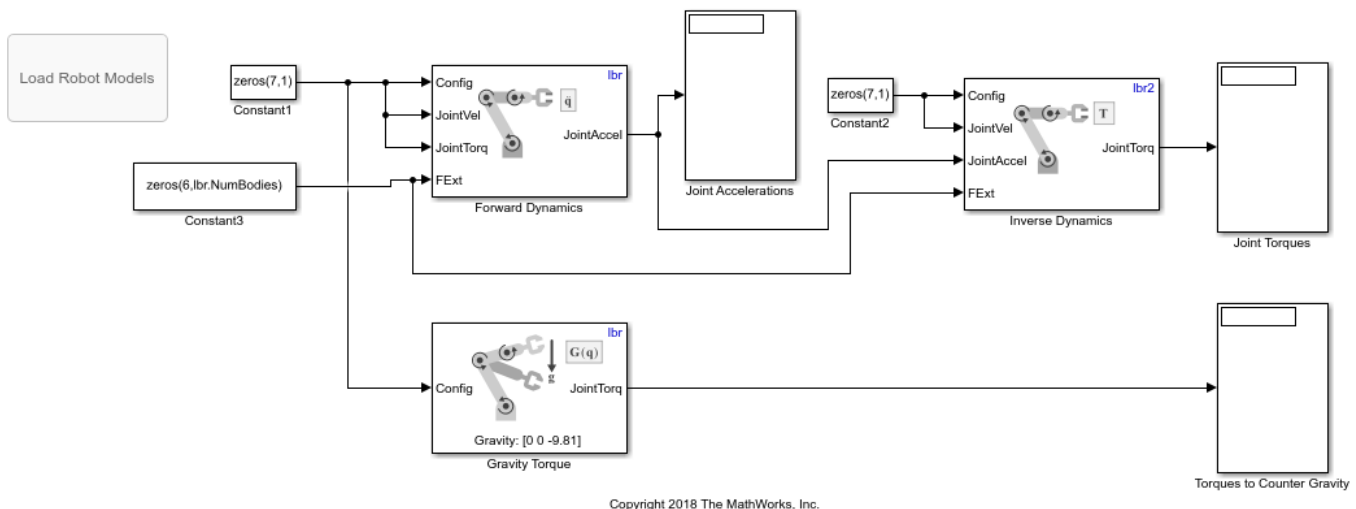 Load Robot Models
zeros(7,1)
Constant1
zeros(6,lbr.NumBodies)
Constant3
lbr
Config
JointVel
JointTorq
FExt
q̈
JointAccel
Forward Dynamics
Joint Accelerations
zeros(7,1)
Constant2
lbr2
Config
JointVel
JointAccel
FExt
T
JointTorq
Inverse Dynamics
Joint Torques
lbr
Config
G(q)
g
JointTorq
Gravity: [0 0 -9.81]
Gravity Torque
Torques to Counter Gravity
Copyright 2018 The MathWorks, Inc.